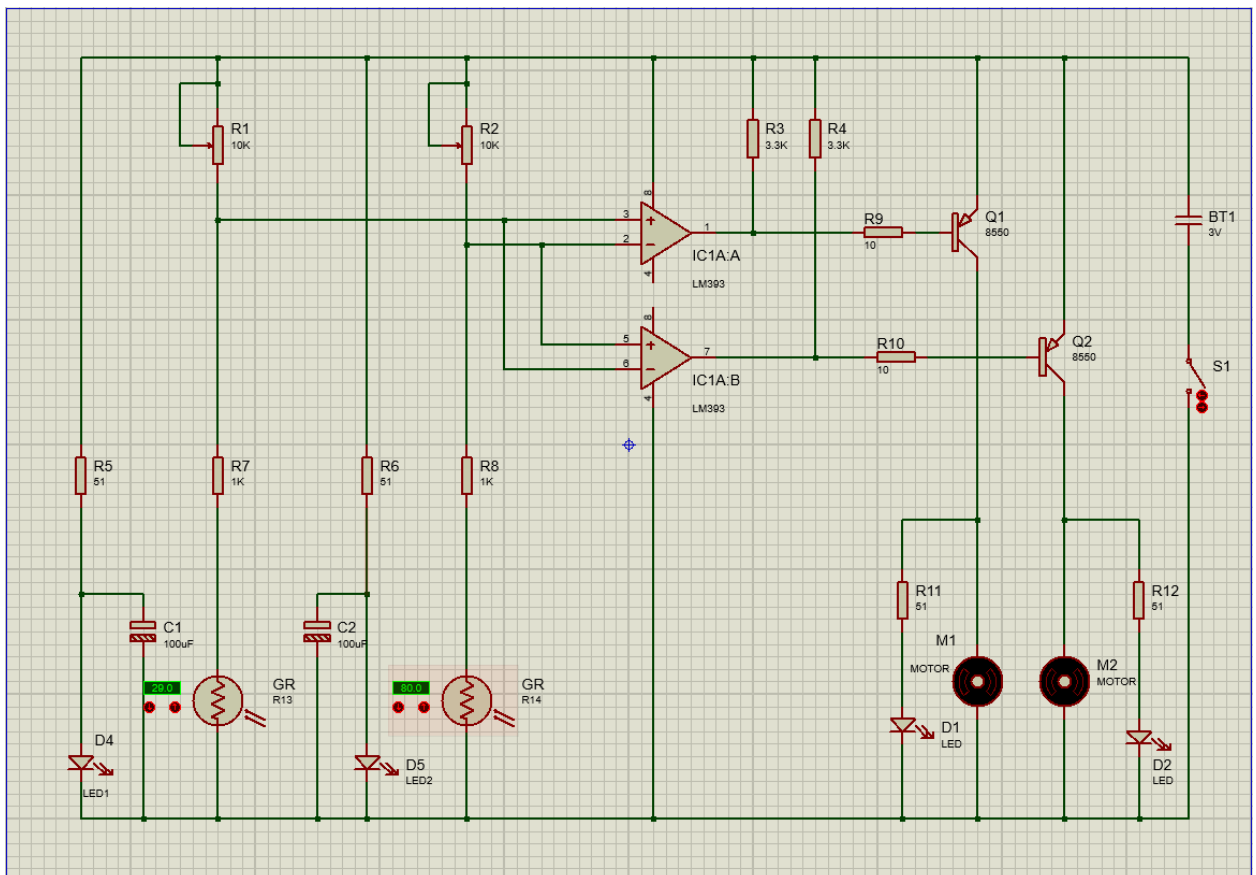 R1
10K
R2
10K
R3
3.3K
R4
3.3K
8
3
2
1
4
IC1A:A
LM393
R9
10
Q1
8550
BT1
3V
8
5
6
7
4
IC1A:B
LM393
R10
10
Q2
8550
S1
R5
51
R7
1K
R6
51
R8
1K
R11
51
R12
51
C1
100uF
C2
100uF
M1
MOTOR
M2
MOTOR
29.0
GR
R13
80.0
GR
R14
D4
LED1
D5
LED2
D1
LED
D2
LED